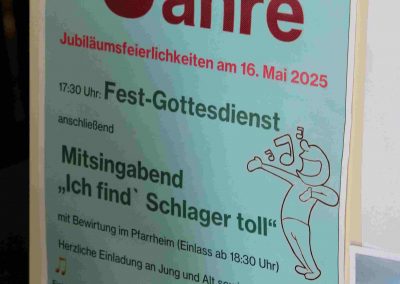 Jahre
Jubiläumsfeierlichkeiten am 16. Mai 2025
17:30 Uhr: Fest-Gottesdienst
anschließend
Mitsingabend
„Ich find` Schlager toll“
mit Bewirtung im Pfarrheim (Einlass ab 18:30 Uhr)
Herzliche Einladung an Jung und Alt